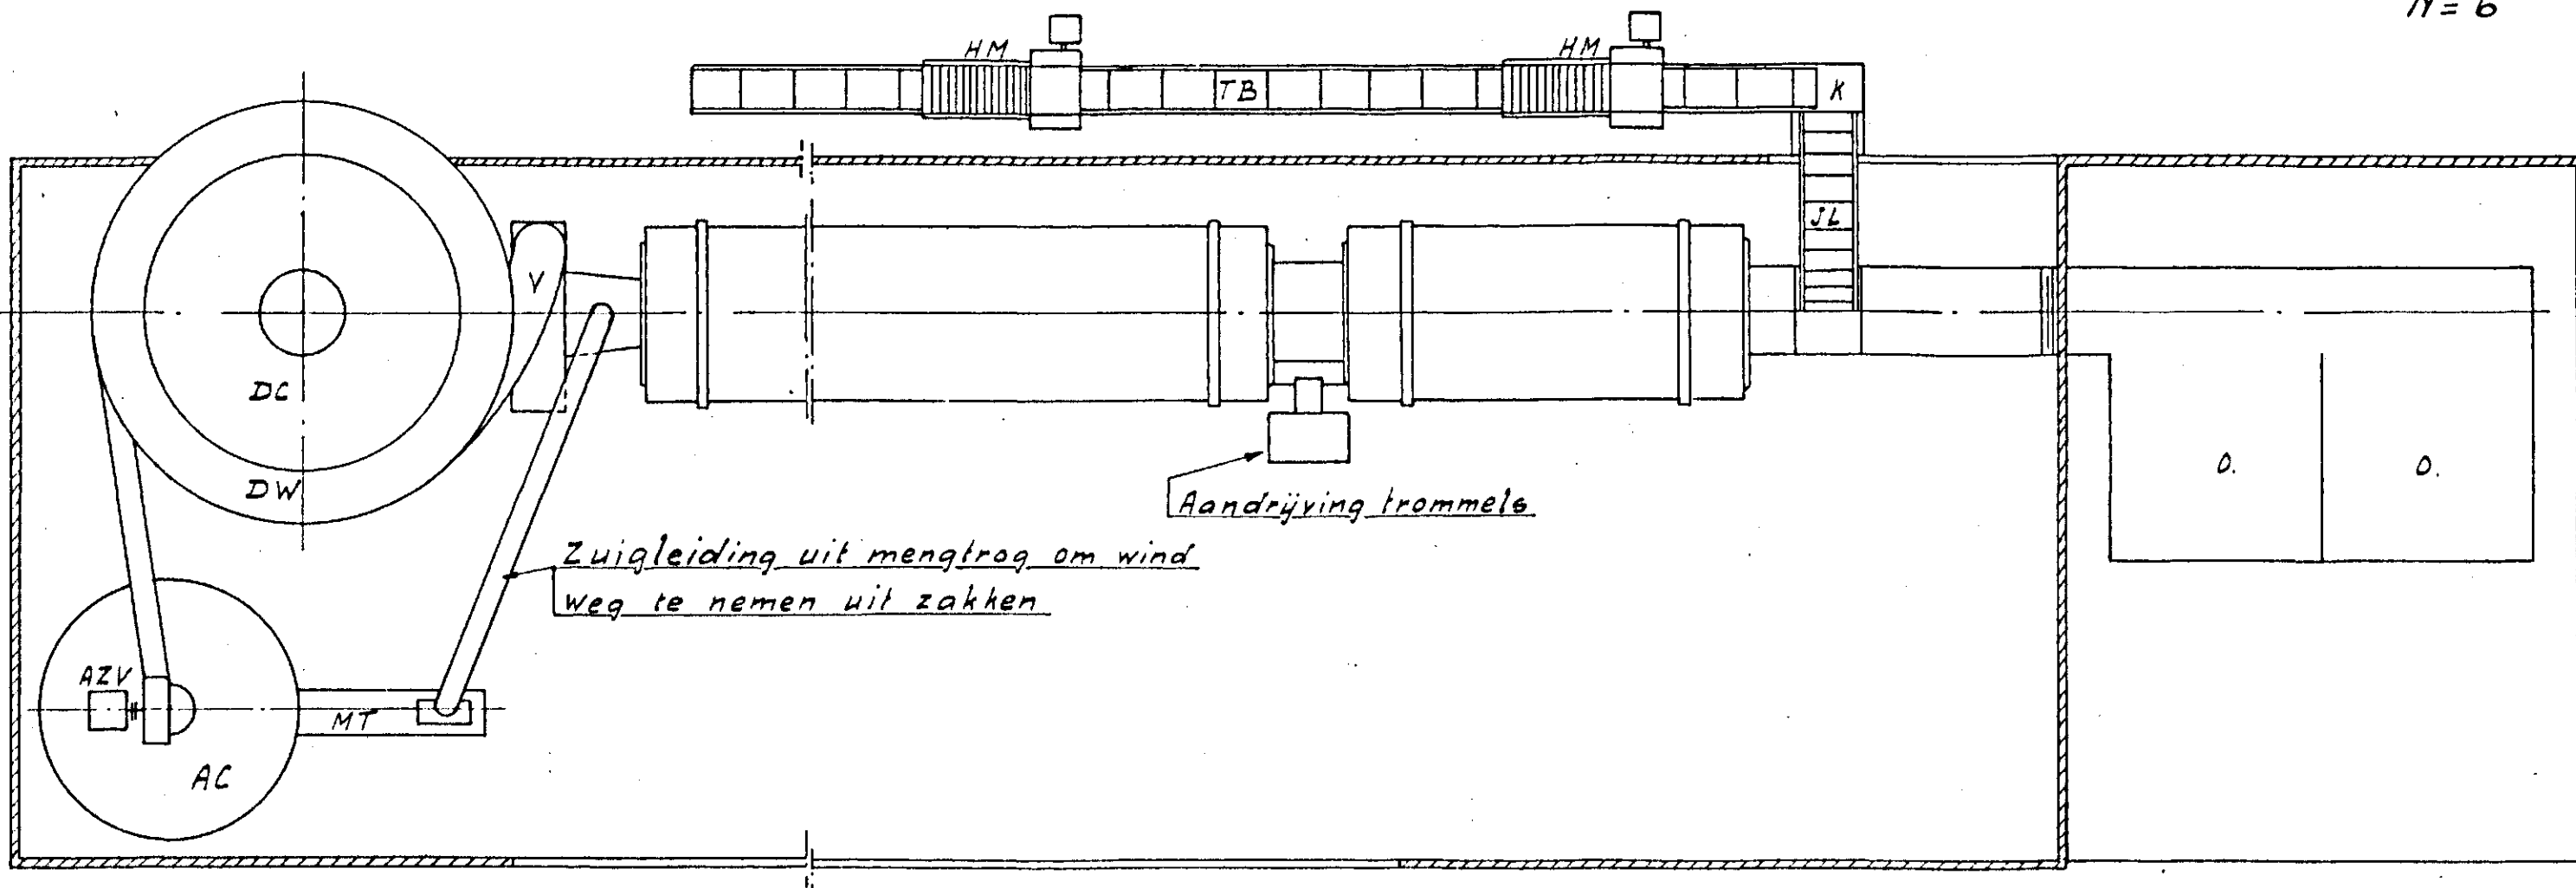 N = 6
HM
HM
TB
K
JL
V
DC
DW
O.
O.
Aandrijving trommels
Zuigleiding uit mengtrog om wind
weg te nemen uit zakken
AZV
MT
AC